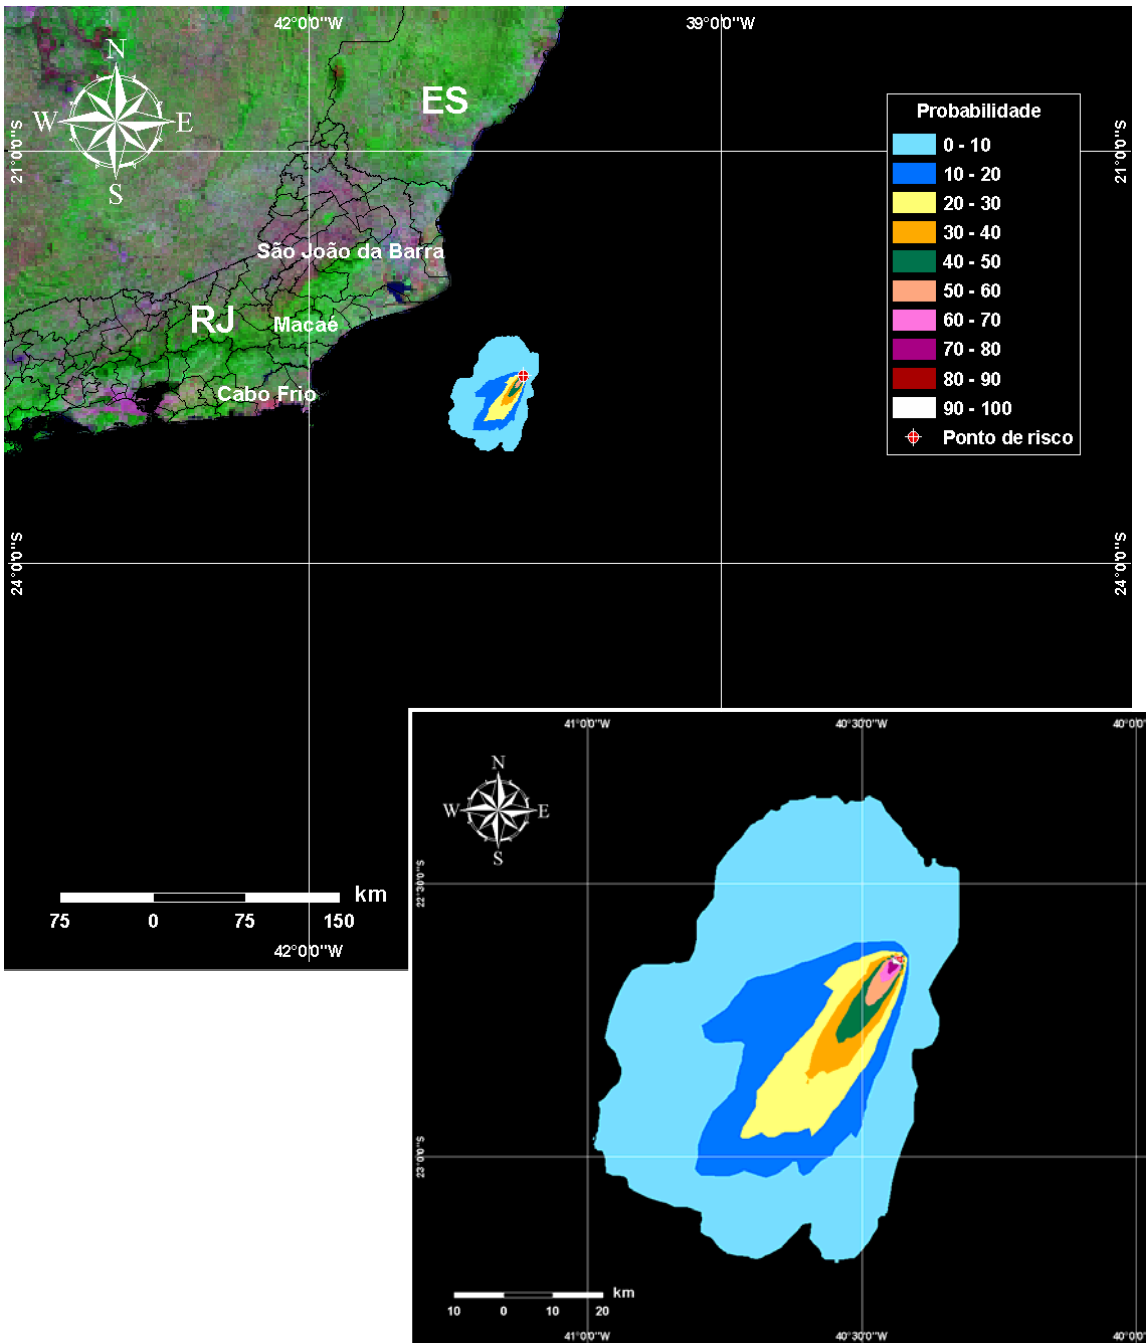 42°0'0"W
39°0'0"W
N
W
E
S
ES
21°0'0"S
21°0'0"S
Probabilidade
0 - 10
10 - 20
20 - 30
30 - 40
40 - 50
50 - 60
60 - 70
70 - 80
80 - 90
90 - 100
Ponto de risco
São João da Barra
RJ
Macaé
Cabo Frio
24°0'0"S
24°0'0"S
km
75 0 75 150
42°0'0"W
41°0'0"W
40°30'0"W
40°0'
N
W
E
S
22°30'0"S
23°0'0"S
km
10 0 10 20
41°0'0"W
40°30'0"W
40°0'